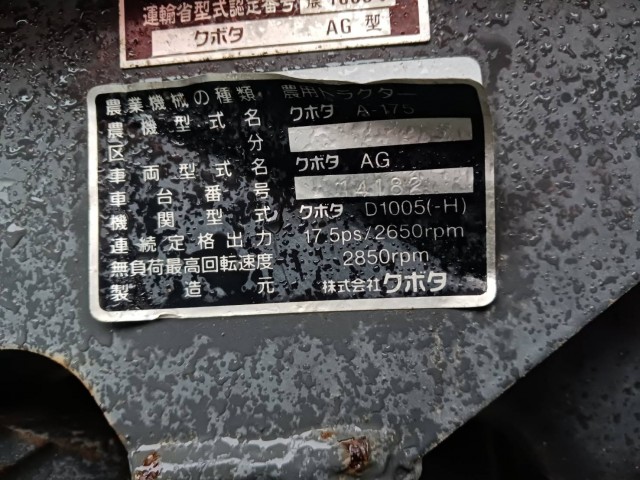 運輸省型式認定番号 農
クボタ AG 型
農業機械の種類 農用トラクター
農機型式名 クボタ A-175
区分
車両型式名 クボタ AG
車台番号 14182
機関型式 クボタ D1005(-H)
連続定格出力 17.5ps/2650rpm
無負荷最高回転速度 2850rpm
製造元 株式会社クボタ